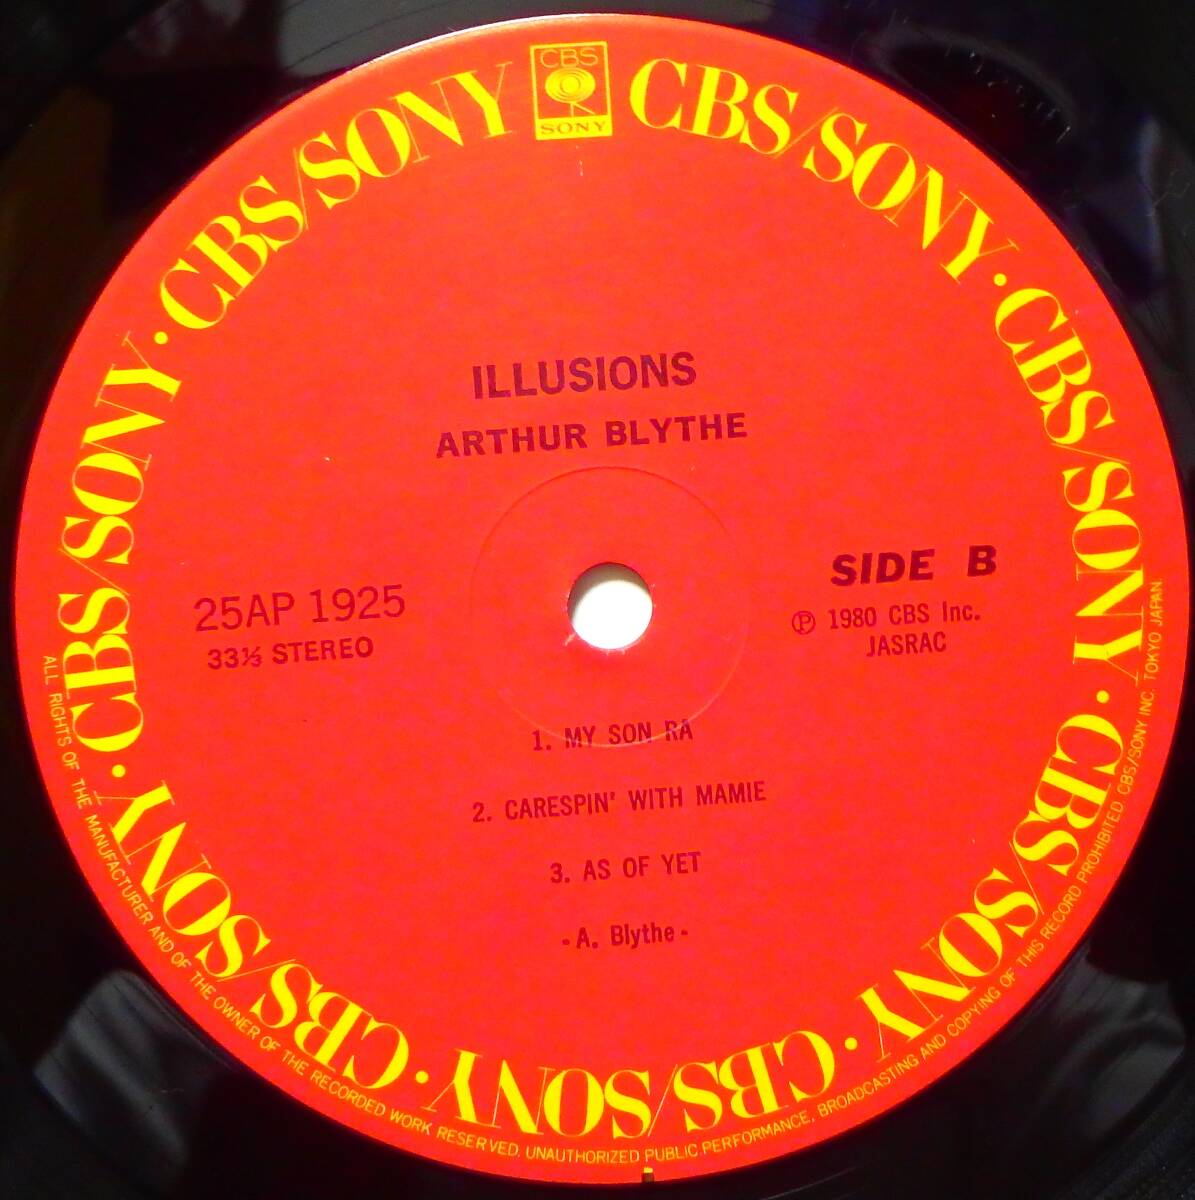 CBS
SONY
CBS/SONY · CBS/SONY · CBS/SONY · CBS/SONY · CBS/SONY · CBS/SONY · CBS/SONY · CBS/SONY
ILLUSIONS
ARTHUR BLYTHE
SIDE B
25AP 1925
33⅓ STEREO
Ⓟ 1980 CBS Inc.
JASRAC
1. MY SON RA
2. CARESPIN' WITH MAMIE
3. AS OF YET
- A. Blythe -
ALL RIGHTS OF THE MANUFACTURER AND OF THE OWNER OF THE RECORDED WORK RESERVED. UNAUTHORIZED PUBLIC PERFORMANCE, BROADCASTING AND COPYING OF THIS RECORD PROHIBITED. CBS/SONY INC. TOKYO JAPAN